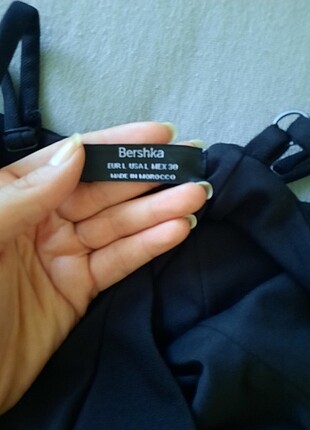 Bershka
EUR L USA L MEX 30
MADE IN MOROCCO